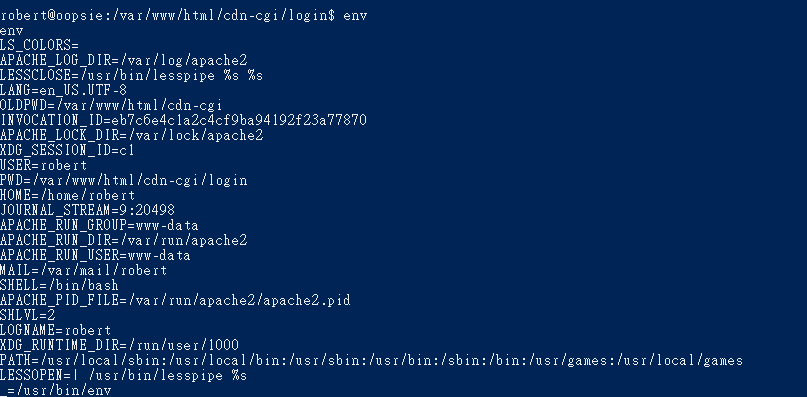 robert@oopsie:/var/www/html/cdn-cgi/login$ env
env
LS_COLORS=
APACHE_LOG_DIR=/var/log/apache2
LESSCLOSE=/usr/bin/lesspipe %s %s
LANG=en_US.UTF-8
OLDPWD=/var/www/html/cdn-cgi
INVOCATION_ID=eb7c6e4c1a2c4cf9ba94192f23a77870
APACHE_LOCK_DIR=/var/lock/apache2
XDG_SESSION_ID=c1
USER=robert
PWD=/var/www/html/cdn-cgi/login
HOME=/home/robert
JOURNAL_STREAM=9:20498
APACHE_RUN_GROUP=www-data
APACHE_RUN_DIR=/var/run/apache2
APACHE_RUN_USER=www-data
MAIL=/var/mail/robert
SHELL=/bin/bash
APACHE_PID_FILE=/var/run/apache2/apache2.pid
SHLVL=2
LOGNAME=robert
XDG_RUNTIME_DIR=/run/user/1000
PATH=/usr/local/sbin:/usr/local/bin:/usr/sbin:/usr/bin:/sbin:/bin:/usr/games:/usr/local/games
LESSOPEN=| /usr/bin/lesspipe %s
_=/usr/bin/env